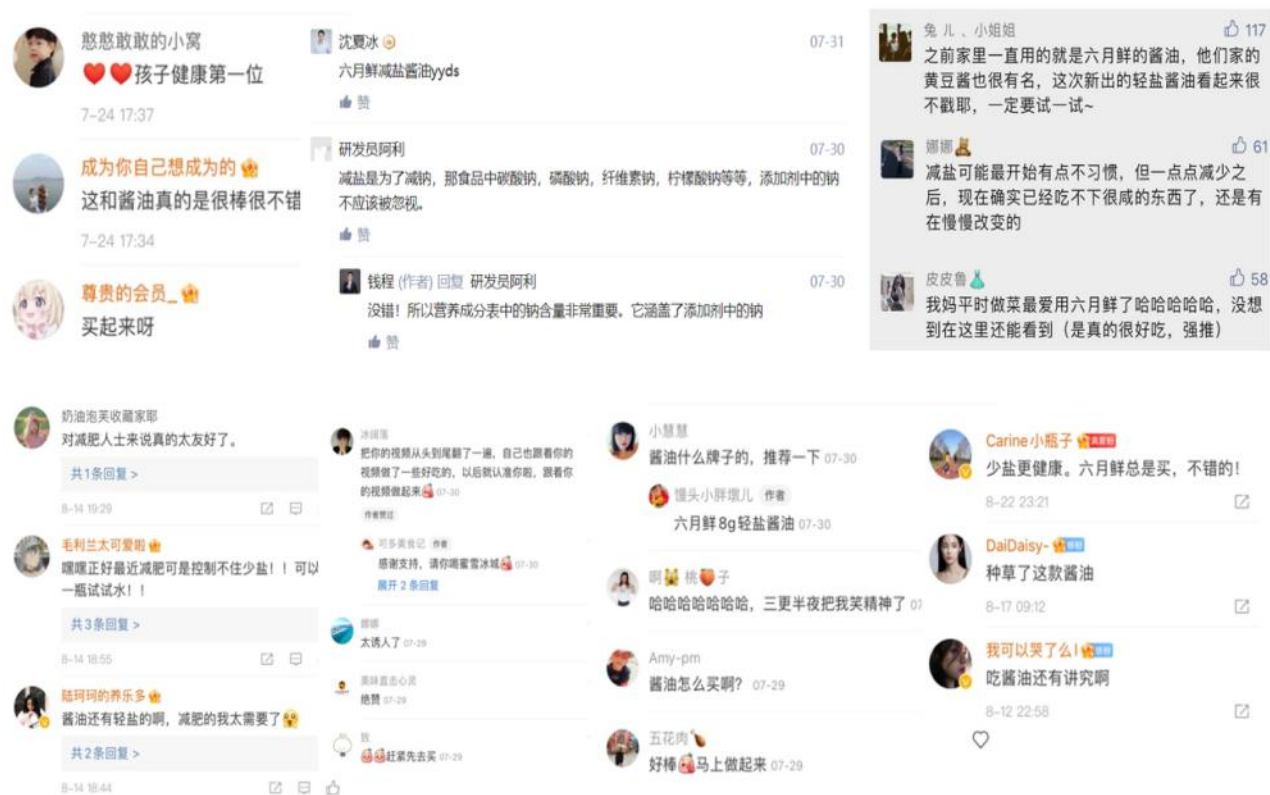 憨憨敢敢的小窝
孩子健康第一位
7-24 17:37
成为你自己想成为的
这和酱油真的是很棒很不错
7-24 17:34
尊贵的会员_
买起来呀
沈夏冰
07-31
六月鲜减盐酱油yyds
赞
研发员阿利
07-30
减盐是为了减钠，那食品中碳酸钠，磷酸钠，纤维素钠，柠檬酸钠等等，添加剂中的钠
不应该被忽视。
赞
钱程 (作者) 回复 研发员阿利
07-30
没错！所以营养成分表中的钠含量非常重要。它涵盖了添加剂中的钠
赞
兔 儿 、小姐姐
117
之前家里一直用的就是六月鲜的酱油，他们家的
黄豆酱也很有名，这次新出的轻盐酱油看起来很
不戳耶，一定要试一试~
娜娜
61
减盐可能最开始有点不习惯，但一点点减少之
后，现在确实已经吃不下很咸的东西了，还是有
在慢慢改变的
皮皮鲁
58
我妈平时做菜最爱用六月鲜了哈哈哈哈哈，没想
到在这里还能看到（是真的很好吃，强推）
奶油泡芙收藏家耶
对减肥人士来说真的太友好了。
共1条回复 >
8-14 19:29
毛利兰太可爱啦
嘿嘿正好最近减肥可是控制不住少盐！！可以
一瓶试试水！！
共3条回复 >
8-14 18:55
陆珂珂的养乐多
酱油还有轻盐的啊，减肥的我太需要了
共2条回复 >
8-14 18:44
把你的视频从头到尾翻了一遍，自己也跟着你的
视频做了一些好吃的，以后就认准你啦，跟着你
的视频做起来 07-30
作者赞过
可多美食记 作者
感谢支持，请你喝蜜雪冰城 07-30
展开 2 条回复
娜娜
太诱人了 07-29
美味直击心灵
绝赞 07-29
赶紧先去买 07-29
小慧慧
酱油什么牌子的，推荐一下 07-30
馒头小胖墩儿 作者
六月鲜8g轻盐酱油 07-30
啊 桃 子
哈哈哈哈哈哈哈，三更半夜把我笑精神了 07
Amy-pm
酱油怎么买啊？ 07-29
五花肉
好棒 马上做起来 07-29
Carine小瓶子
少盐更健康。六月鲜总是买，不错的！
8-22 23:21
DaiDaisy-
种草了这款酱油
8-17 09:12
我可以哭了么I
吃酱油还有讲究啊
8-12 22:58